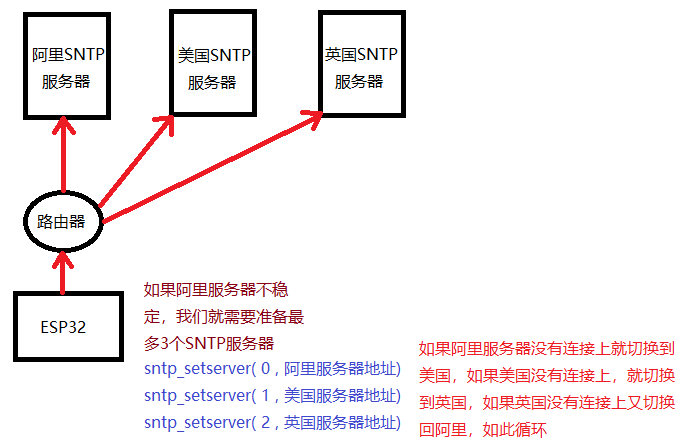 阿里SNTP
服务器
美国SNTP
服务器
英国SNTP
服务器
路由器
ESP32
如果阿里服务器不稳
定，我们就需要准备最
多3个SNTP服务器
sntp_setserver( 0 , 阿里服务器地址)
sntp_setserver( 1 , 美国服务器地址)
sntp_setserver( 2 , 英国服务器地址)
如果阿里服务器没有连接上就切换到
美国，如果美国没有连接上，就切换
到英国，如果英国没有连接上又切换
回阿里，如此循环